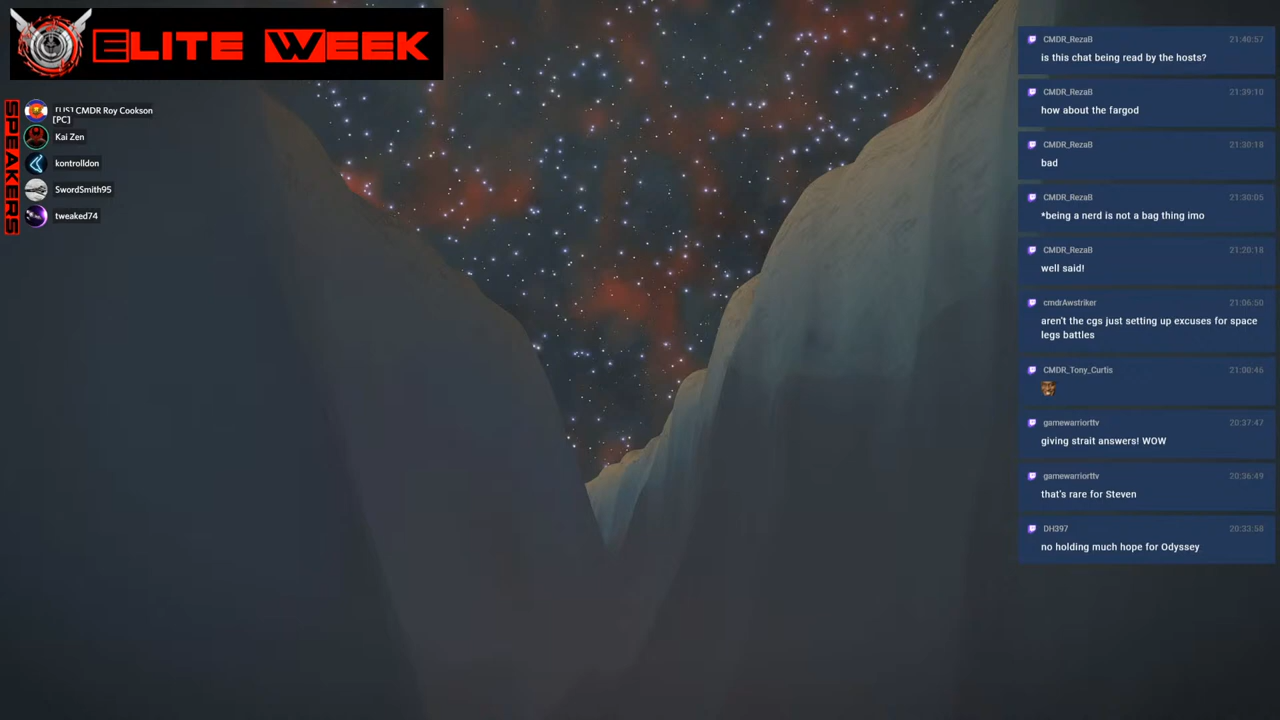 ELITE WEEK
SPEAKERS
[US] CMDR Roy Cookson
[PC]
Kai Zen
kontrolldon
SwordSmith95
tweaked74
CMDR_RezaB 21:40:57
is this chat being read by the hosts?
CMDR_RezaB 21:39:10
how about the fargod
CMDR_RezaB 21:30:18
bad
CMDR_RezaB 21:30:05
*being a nerd is not a bag thing imo
CMDR_RezaB 21:20:18
well said!
cmdrAwstriker 21:06:50
aren't the cgs just setting up excuses for space
legs battles
CMDR_Tony_Curtis 21:00:46
gamewarriorttv 20:37:47
giving strait answers! WOW
gamewarriorttv 20:36:49
that's rare for Steven
DH397 20:33:58
no holding much hope for Odyssey